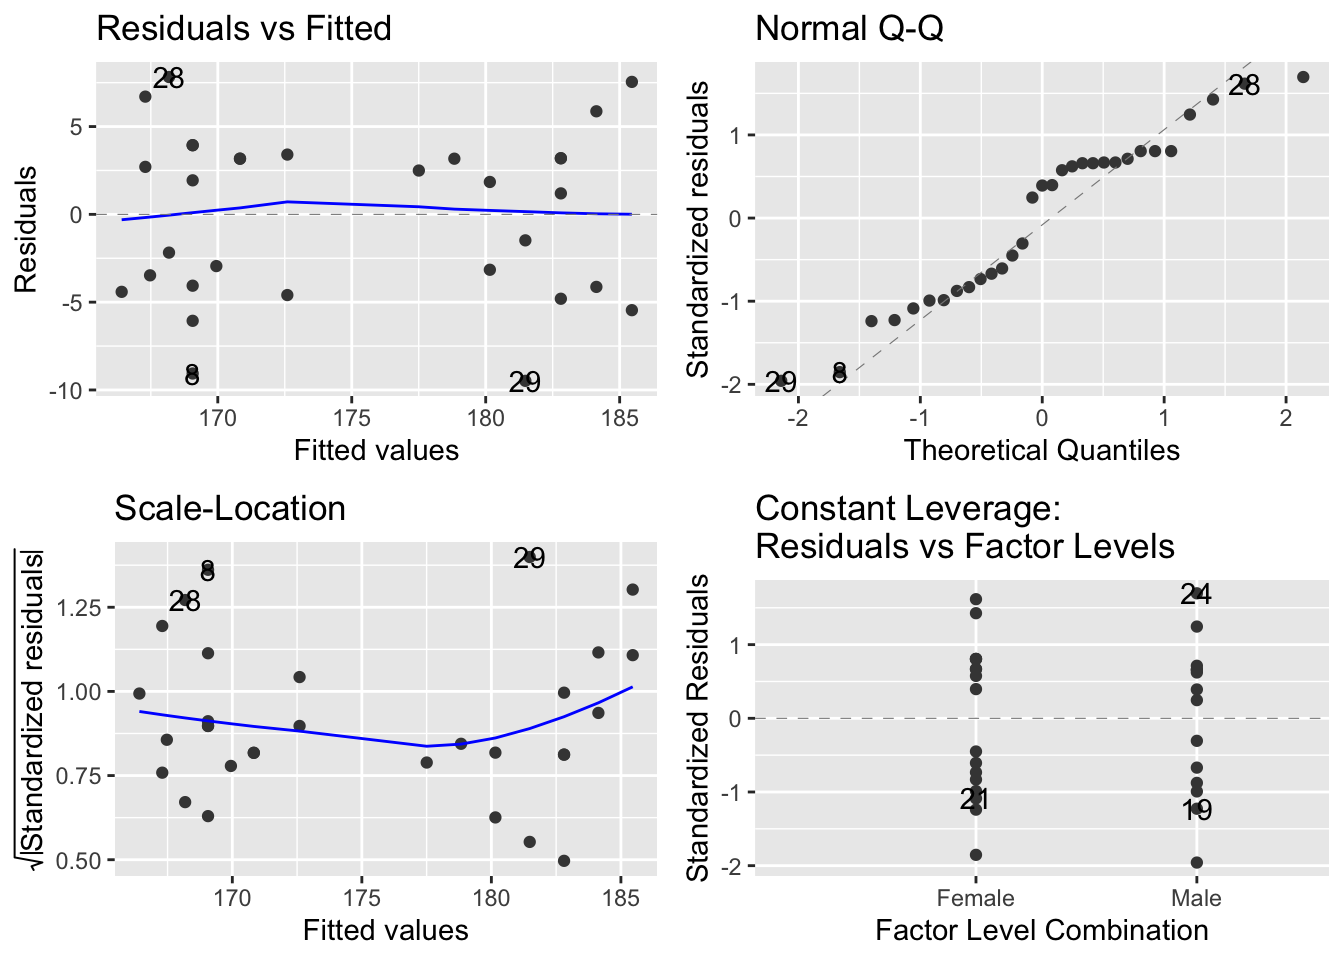 Residuals vs Fitted
Residuals
5
0
-5
-10
28
8
29
170
175
180
185
Fitted values
Normal Q-Q
Standardized residuals
1
0
-1
-2
28
8
29
-2
-1
0
1
2
Theoretical Quantiles
Scale-Location
√|Standardized residuals|
1.25
1.00
0.75
0.50
8
29
28
170
175
180
185
Fitted values
Constant Leverage:
Residuals vs Factor Levels
Standardized Residuals
1
0
-1
-2
24
21
19
Female
Male
Factor Level Combination